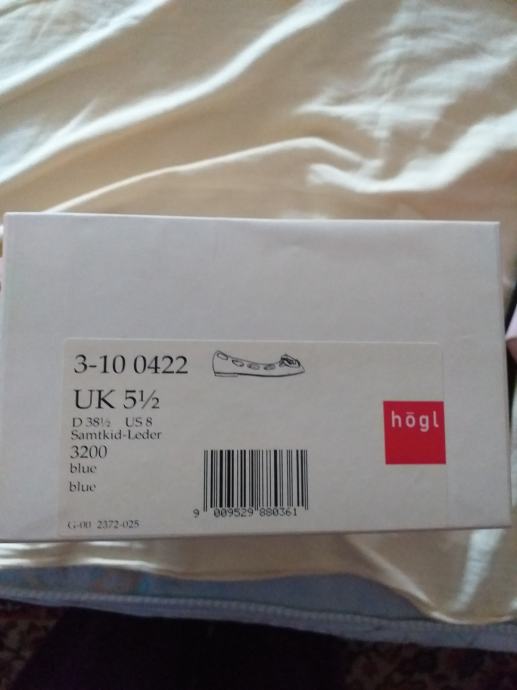 3-10 0422
UK 5½
D 38½ US 8
Samtkid-Leder
3200
blue
blue
högl
9 009529 880361
G-00 2372-025